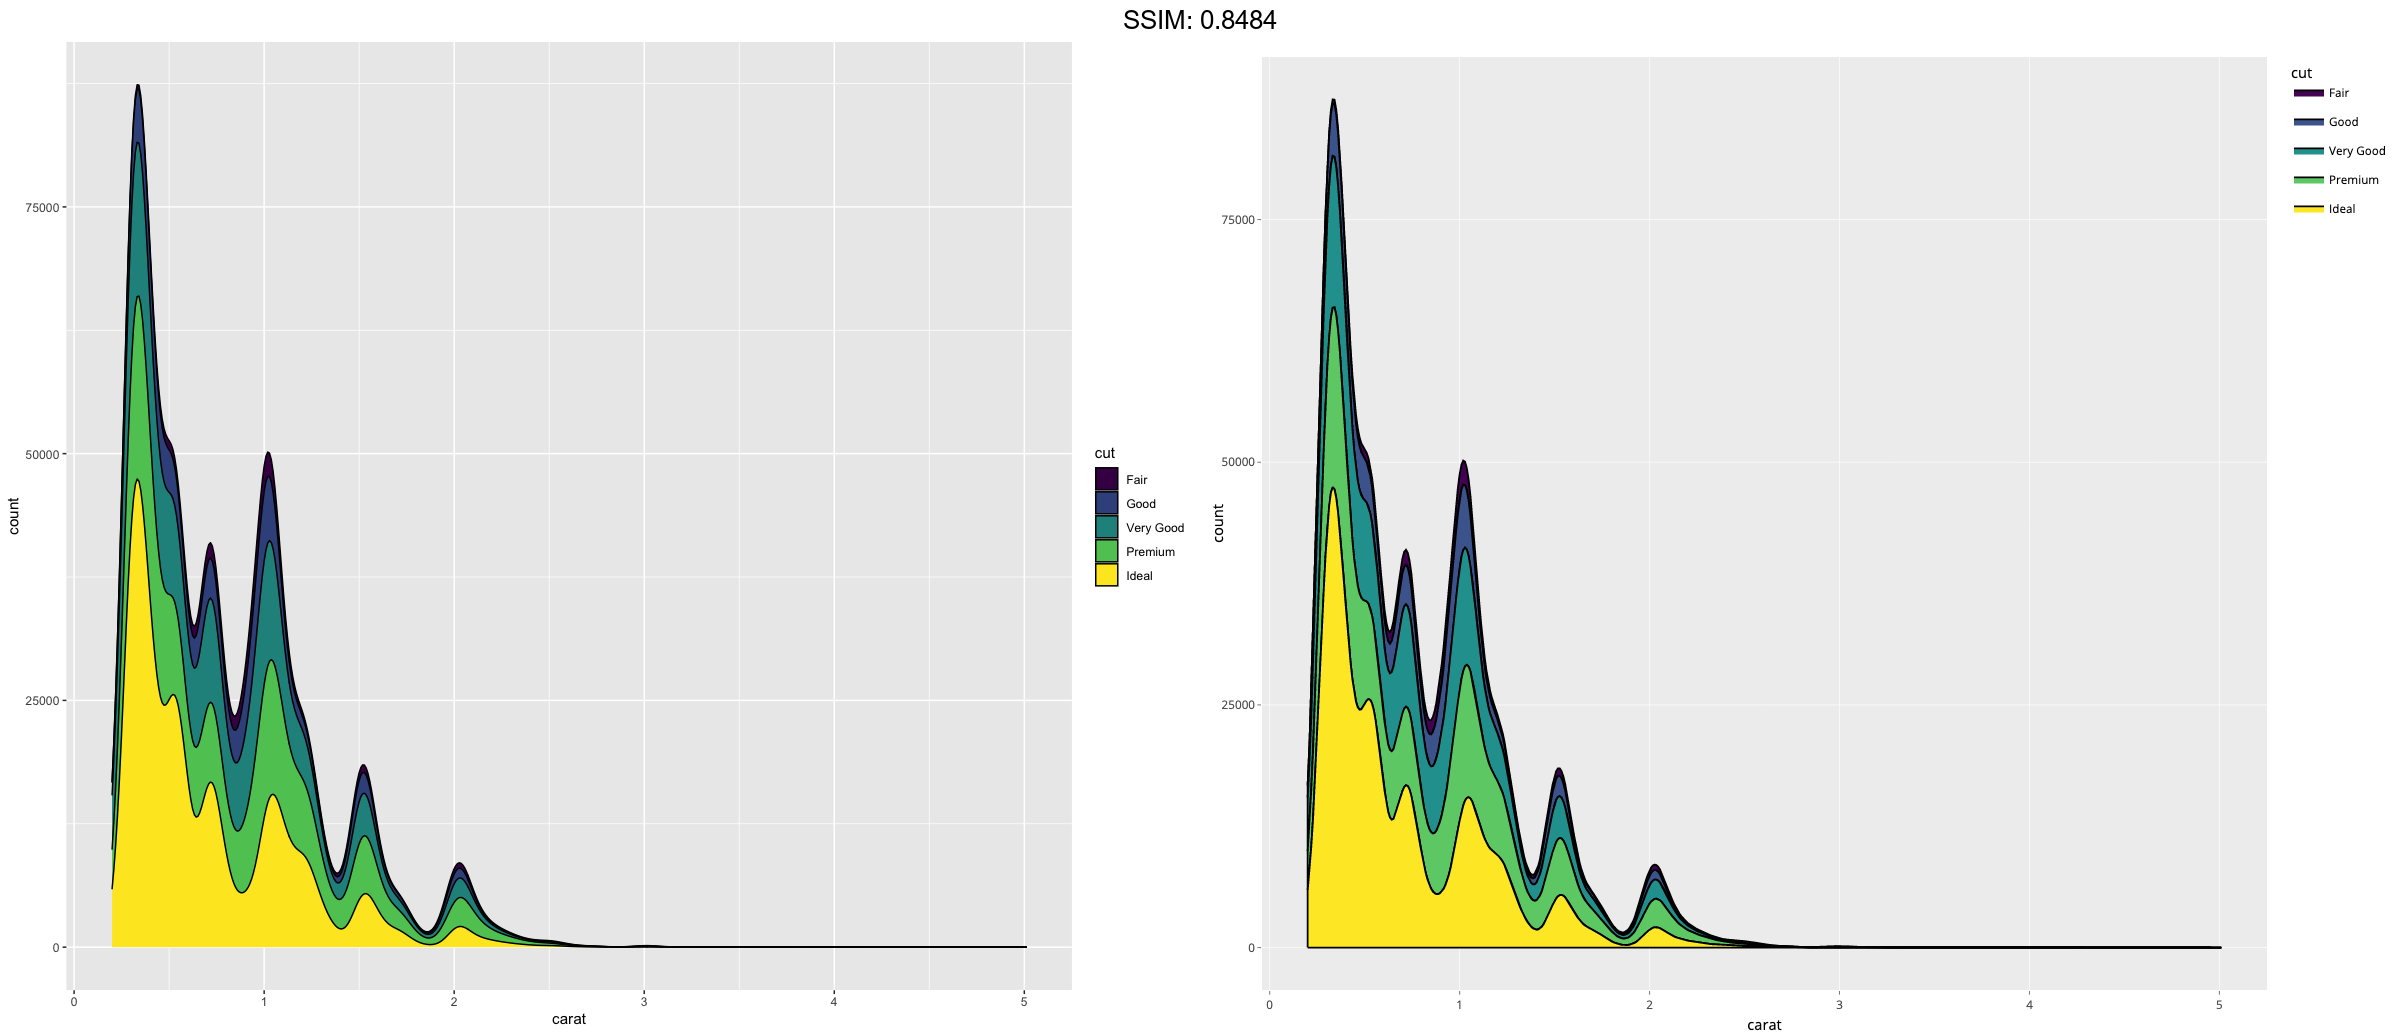 SSIM: 0.8484
count
75000
50000
25000
0
0 1 2 3 4 5
carat
cut
Fair
Good
Very Good
Premium
Ideal
count
75000
50000
25000
0
0 1 2 3 4 5
carat
cut
Fair
Good
Very Good
Premium
Ideal